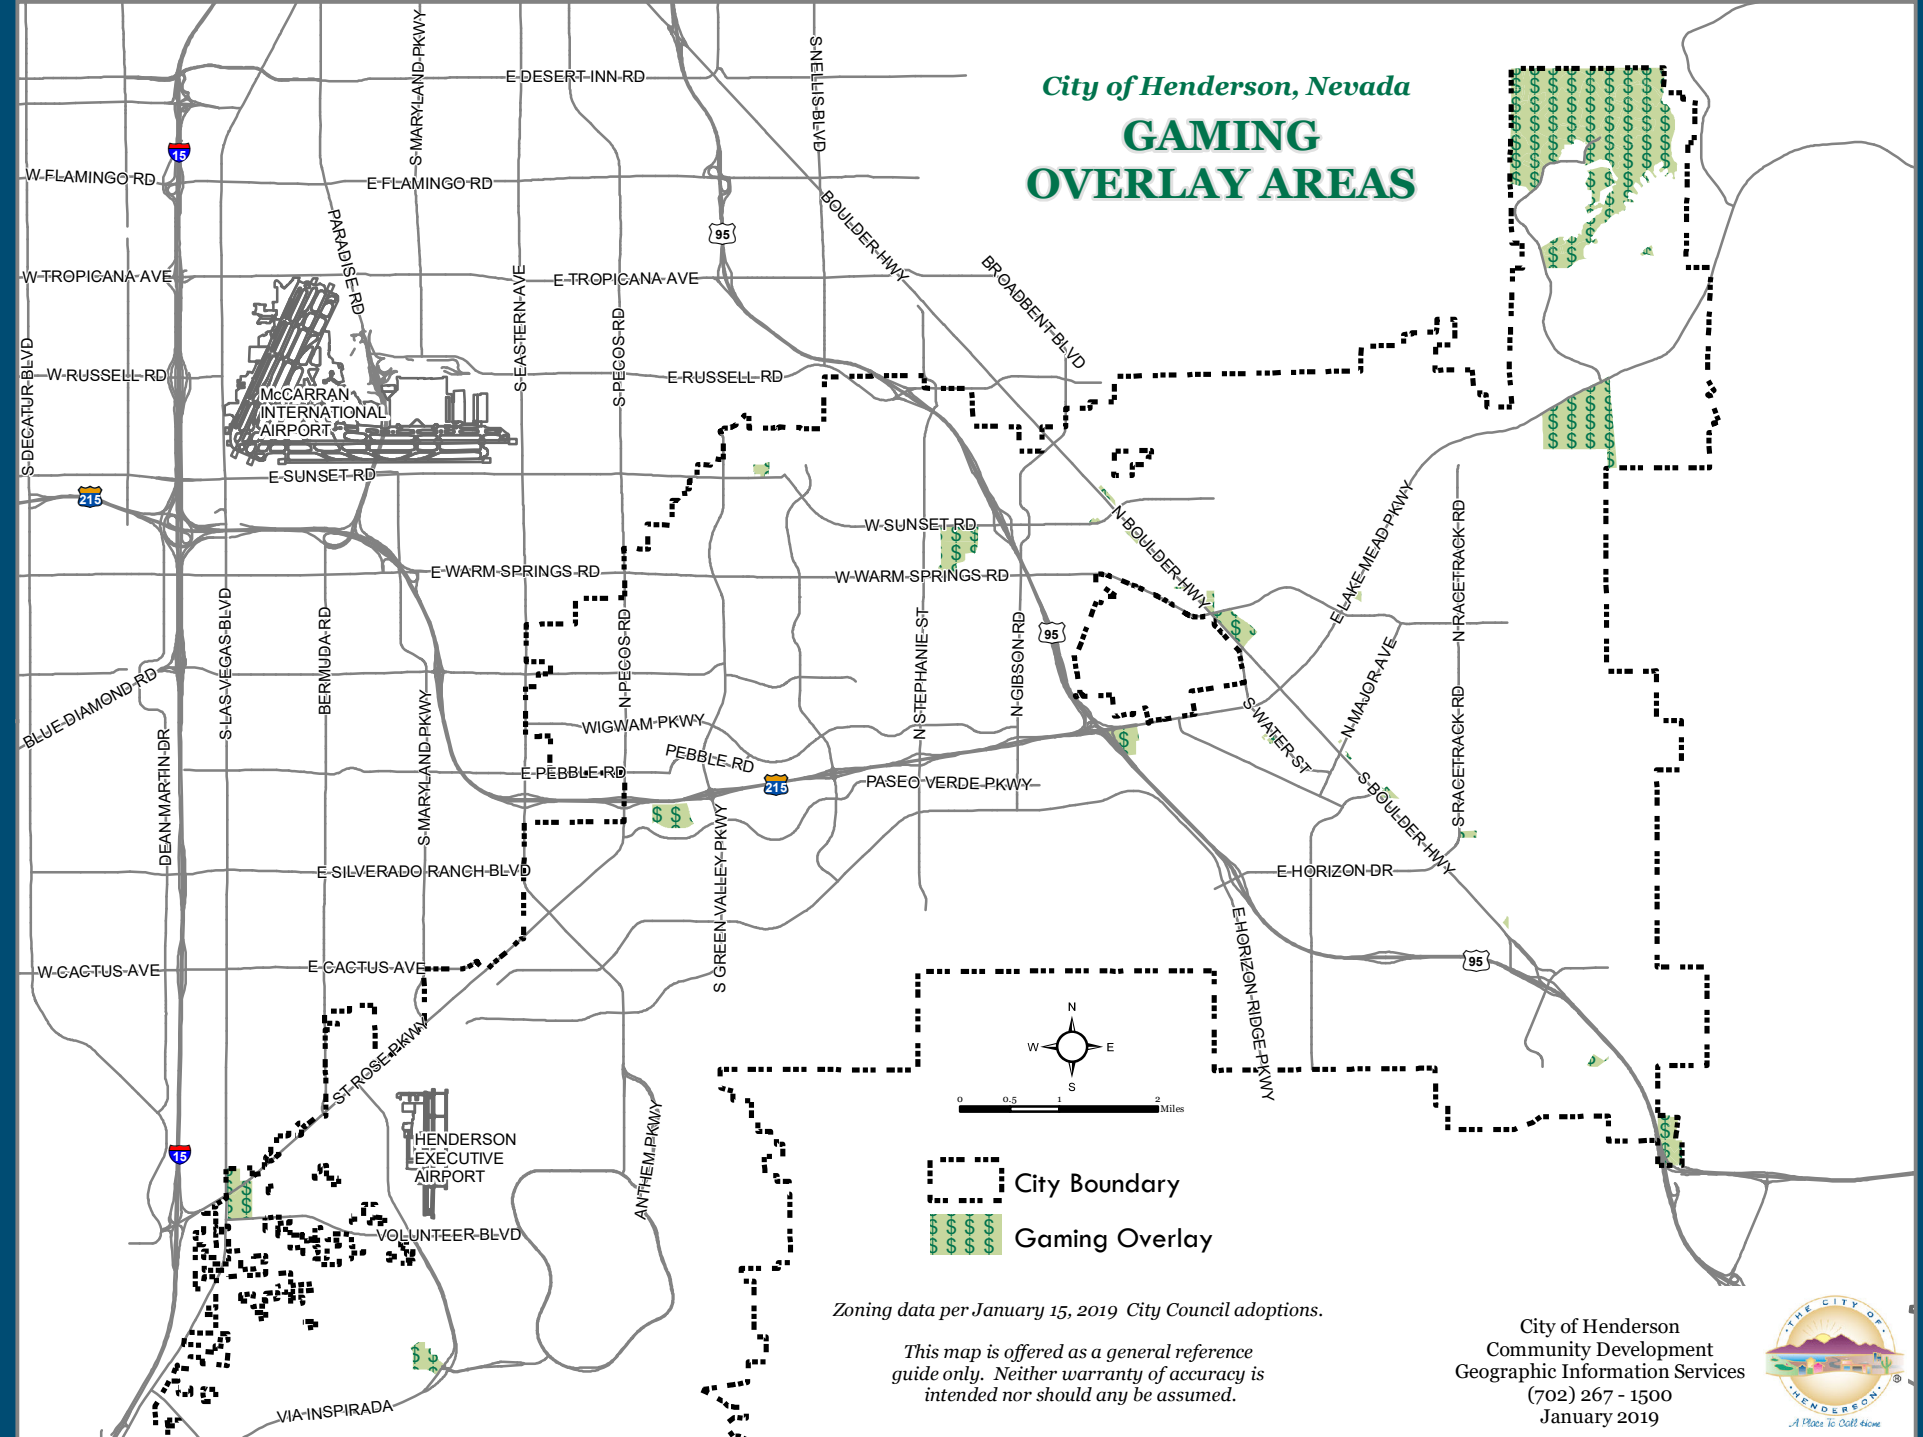 City of Henderson, Nevada
GAMING
OVERLAY AREAS
S MARYLAND PKWY
S NELLIS BLVD
E DESERT INN RD
15
W FLAMINGO RD
E FLAMINGO RD
PARADISE RD
95
BOULDER HWY
BROADBENT BLVD
W TROPICANA AVE
E TROPICANA AVE
S EASTERN AVE
S PECOS RD
S DECATUR BLVD
W RUSSELL RD
E RUSSELL RD
McCARRAN
INTERNATIONAL
AIRPORT
E SUNSET RD
215
W SUNSET RD
N BOULDER HWY
E LAKE MEAD PKWY
N RACETRACK RD
E WARM SPRINGS RD
W WARM SPRINGS RD
S LAS VEGAS BLVD
BERMUDA RD
N PECOS RD
N STEPHANIE ST
N GIBSON RD
95
N MAJOR AVE
BLUE DIAMOND RD
S MARYLAND PKWY
WIGWAM PKWY
S WATER ST
S RACETRACK RD
DEAN MARTIN DR
E PEBBLE RD
PEBBLE RD
215
PASEO VERDE PKWY
S BOULDER HWY
S GREEN VALLEY PKWY
E SILVERADO RANCH BLVD
E HORIZON DR
E HORIZON RIDGE PKWY
W CACTUS AVE
E CACTUS AVE
95
ST ROSE PKWY
N
W
E
S
0
0.5
1
2
Miles
ANTHEM PKWY
15
HENDERSON
EXECUTIVE
AIRPORT
City Boundary
VOLUNTEER BLVD
Gaming Overlay
Zoning data per January 15, 2019 City Council adoptions.
This map is offered as a general reference
guide only. Neither warranty of accuracy is
intended nor should any be assumed.
VIA INSPIRADA
City of Henderson
Community Development
Geographic Information Services
(702) 267 - 1500
January 2019
THE CITY OF
HENDERSON
®
A Place To Call Home